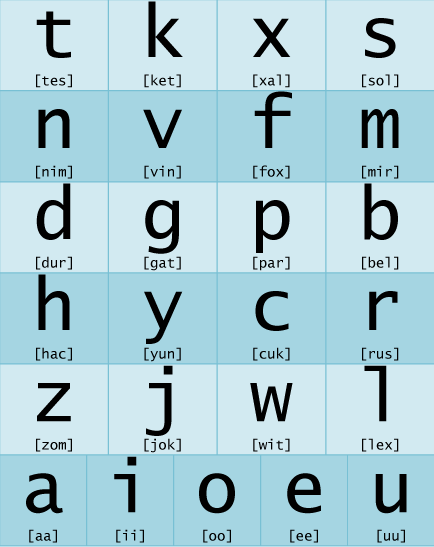 t k x s
[tes] [ket] [xal] [sol]
n v f m
[nim] [vin] [fox] [mir]
d g p b
[dur] [gat] [par] [bel]
h y c r
[hac] [yun] [cuk] [rus]
z j w l
[zom] [jok] [wit] [lex]
a i o e u
[aa] [ii] [oo] [ee] [uu]